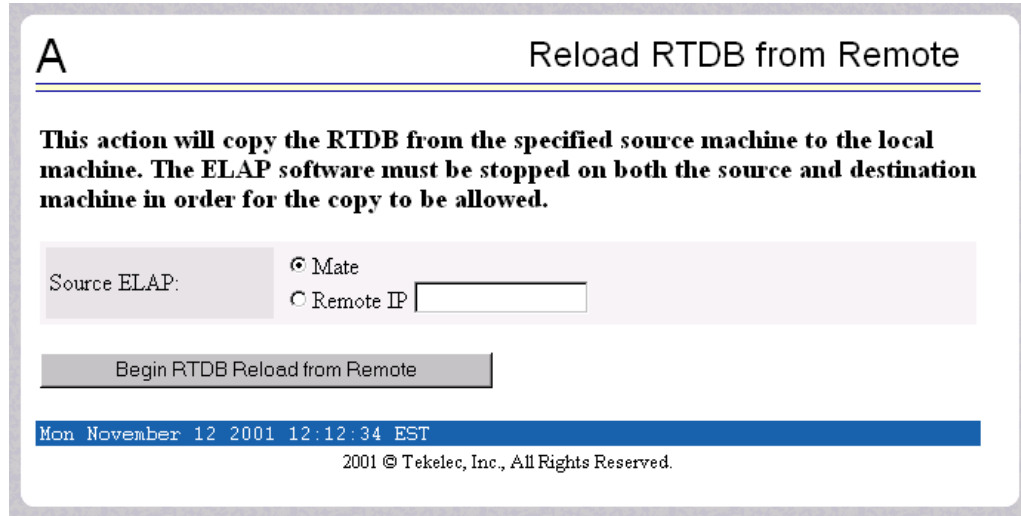 A
Reload RTDB from Remote
This action will copy the RTDB from the specified source machine to the local
machine. The ELAP software must be stopped on both the source and destination
machine in order for the copy to be allowed.
Source ELAP:
Mate
Remote IP
Begin RTDB Reload from Remote
Mon November 12 2001 12:12:34 EST
2001 © Tekelec, Inc., All Rights Reserved.